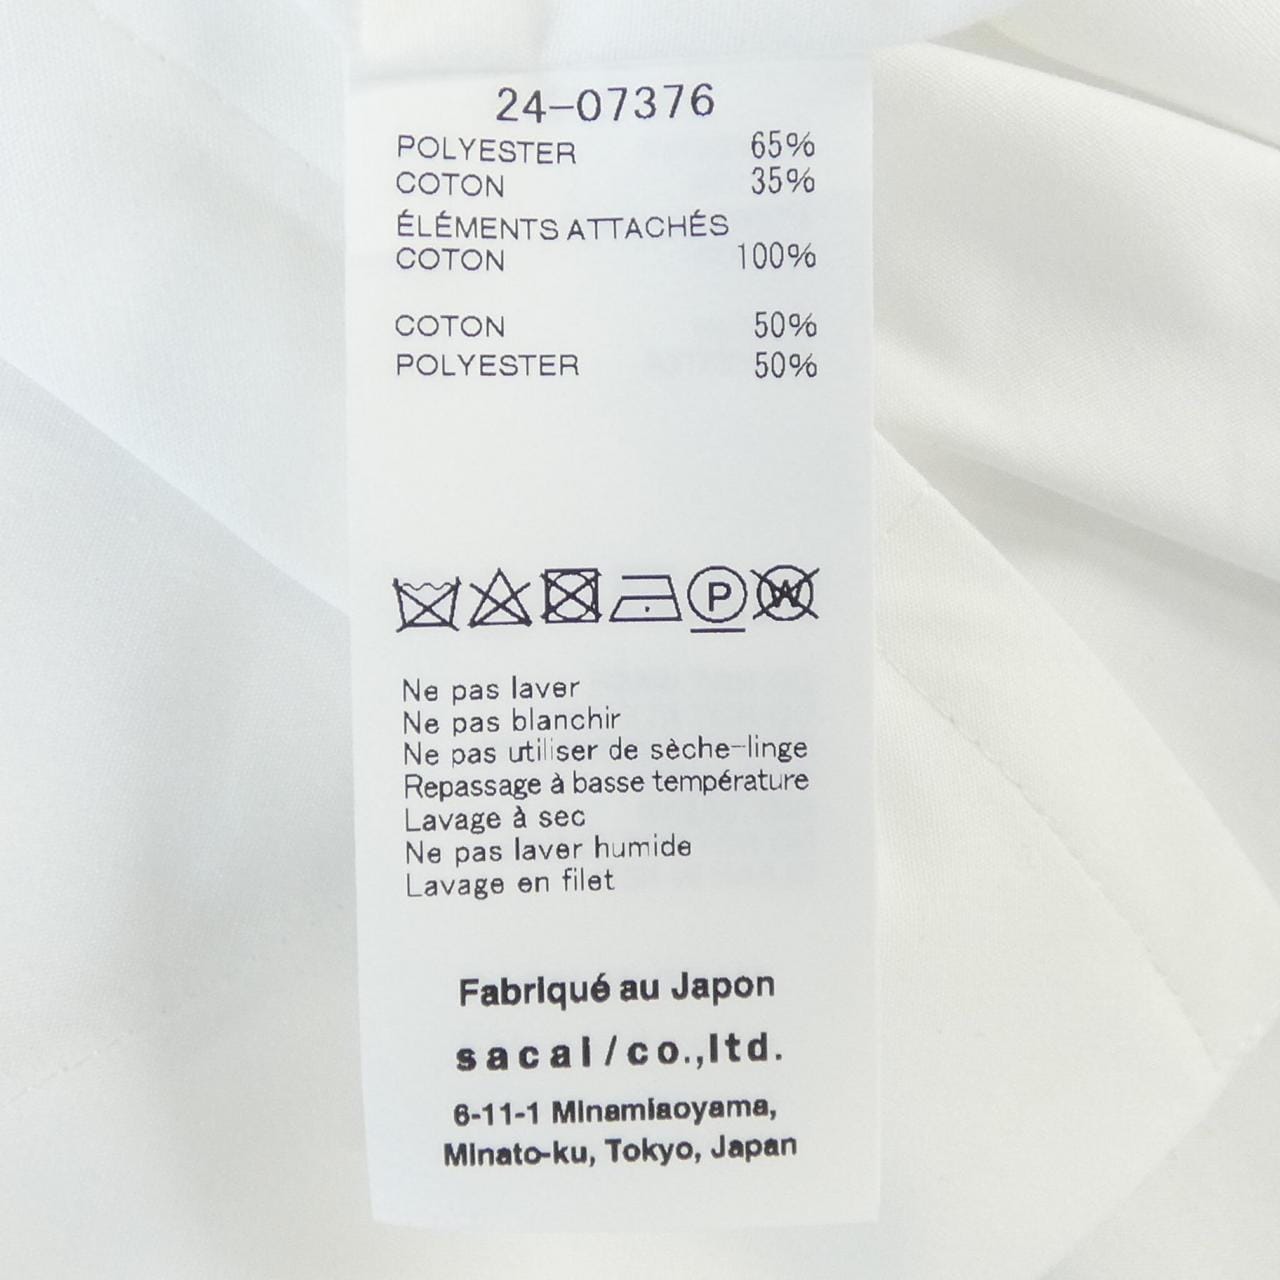 24-07376
POLYESTER 65%
COTON 35%
ÉLÉMENTS ATTACHÉS
COTON 100%
COTON 50%
POLYESTER 50%
P W
Ne pas laver
Ne pas blanchir
Ne pas utiliser de sèche-linge
Repassage à basse température
Lavage à sec
Ne pas laver humide
Lavage en filet
Fabriqué au Japon
sacai/co.,ltd.
6-11-1 Minamiaoyama,
Minato-ku, Tokyo, Japan